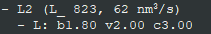 - L2 (L_ 823, 62 nm³/s)
- L: b1.80 v2.00 c3.00